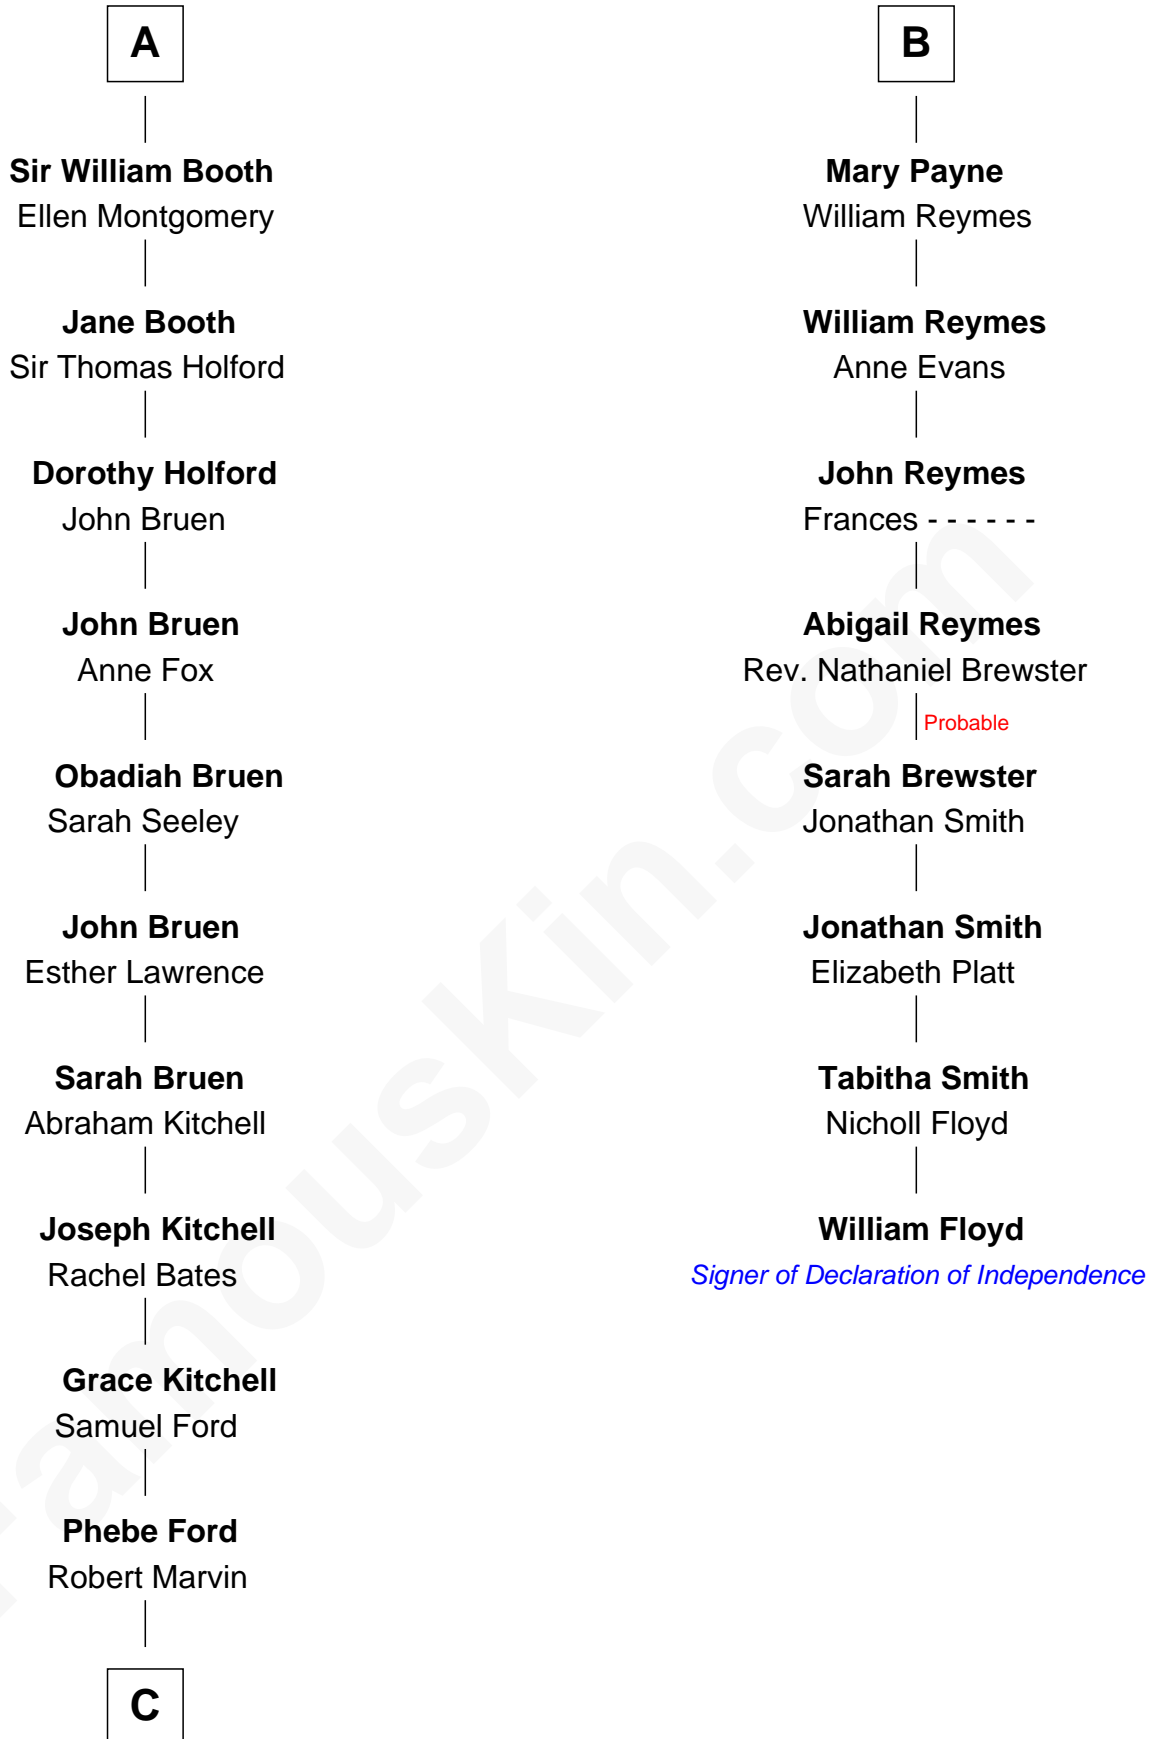 A
Sir William Booth
Ellen Montgomery
Jane Booth
Sir Thomas Holford
Dorothy Holford
John Bruen
John Bruen
Anne Fox
Obadiah Bruen
Sarah Seeley
John Bruen
Esther Lawrence
Sarah Bruen
Abraham Kitchell
Joseph Kitchell
Rachel Bates
Grace Kitchell
Samuel Ford
Phebe Ford
Robert Marvin
C
B
Mary Payne
William Reymes
William Reymes
Anne Evans
John Reymes
Frances - - - - - -
Abigail Reymes
Rev. Nathaniel Brewster
Probable
Sarah Brewster
Jonathan Smith
Jonathan Smith
Elizabeth Platt
Tabitha Smith
Nicholl Floyd
William Floyd
Signer of Declaration of Independence
FamousKin.com